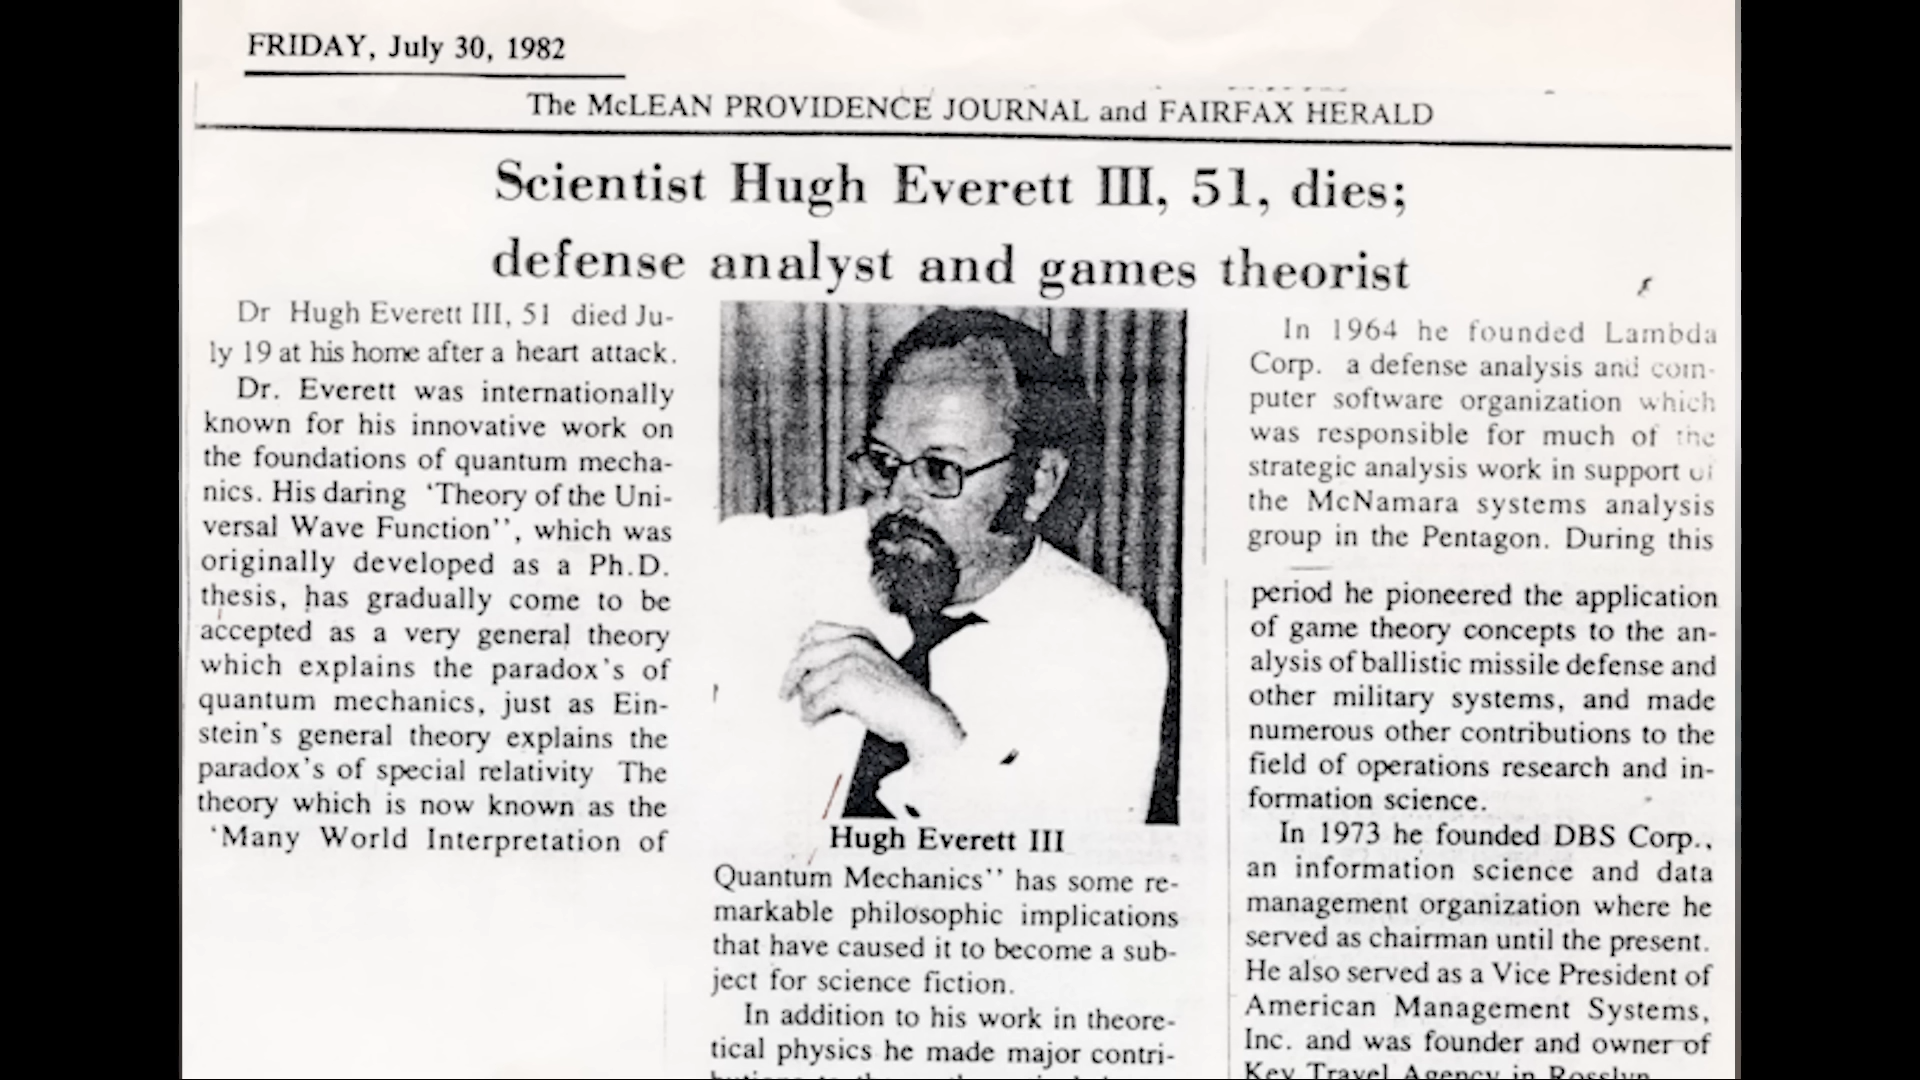 FRIDAY, July 30, 1982
The McLEAN PROVIDENCE JOURNAL and FAIRFAX HERALD
Scientist Hugh Everett III, 51, dies;
defense analyst and games theorist
Dr Hugh Everett III, 51 died Ju-
ly 19 at his home after a heart attack.
Dr. Everett was internationally
known for his innovative work on
the foundations of quantum mecha-
nics. His daring 'Theory of the Uni-
versal Wave Function'', which was
originally developed as a Ph.D.
thesis, has gradually come to be
accepted as a very general theory
which explains the paradox's of
quantum mechanics, just as Ein-
stein's general theory explains the
paradox's of special relativity The
theory which is now known as the
'Many World Interpretation of
Hugh Everett III
Quantum Mechanics'' has some re-
markable philosophic implications
that have caused it to become a sub-
ject for science fiction.
In addition to his work in theore-
tical physics he made major contri-
In 1964 he founded Lambda
Corp. a defense analysis and com-
puter software organization which
was responsible for much of the
strategic analysis work in support of
the McNamara systems analysis
group in the Pentagon. During this
period he pioneered the application
of game theory concepts to the an-
alysis of ballistic missile defense and
other military systems, and made
numerous other contributions to the
field of operations research and in-
formation science.
In 1973 he founded DBS Corp.,
an information science and data
management organization where he
served as chairman until the present.
He also served as a Vice President of
American Management Systems,
Inc. and was founder and owner of
Key Travel Agency in Rosslyn